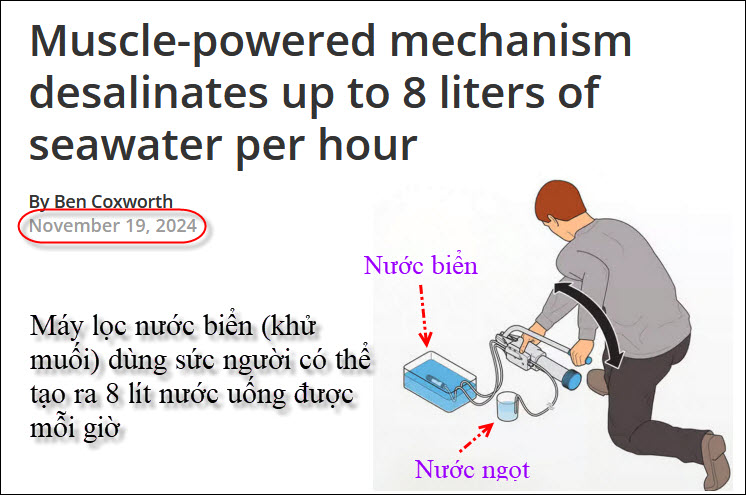 Muscle-powered mechanism
desalinates up to 8 liters of
seawater per hour
By Ben Coxworth
November 19, 2024
Nước biển
Máy lọc nước biển (khử
muối) dùng sức người có thể
tạo ra 8 lít nước uống được
mỗi giờ
Nước ngọt